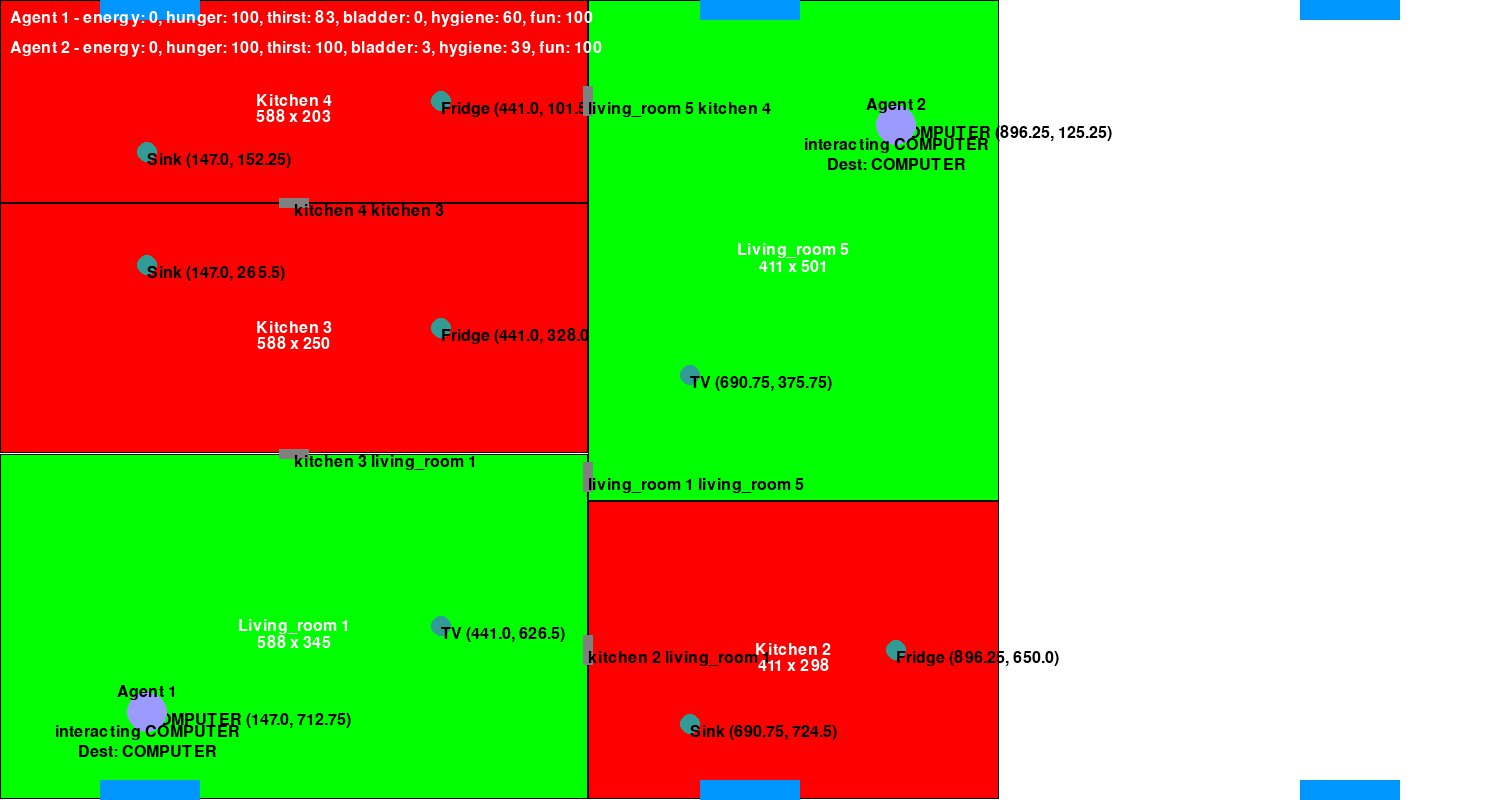 Agent 1 - energy: 0, hunger: 100, thirst: 83, bladder: 0, hygiene: 60, fun: 100
Agent 2 - energy: 0, hunger: 100, thirst: 100, bladder: 3, hygiene: 39, fun: 100
Kitchen 4
588 x 203
Fridge (441.0, 101.5
living_room 5 kitchen 4
Agent 2
OMPUTER (896.25, 125.25)
interacting COMPUTER
Dest: COMPUTER
Sink (147.0, 152.25)
kitchen 4 kitchen 3
Living_room 5
411 x 501
Sink (147.0, 265.5)
Kitchen 3
588 x 250
Fridge (441.0, 328.0
TV (690.75, 375.75)
kitchen 3 living_room 1
living_room 1 living_room 5
Living_room 1
588 x 345
TV (441.0, 626.5)
kitchen 2 living_room 1
Kitchen 2
411 x 298
Fridge (896.25, 650.0)
Agent 1
OMPUTER (147.0, 712.75)
interacting COMPUTER
Dest: COMPUTER
Sink (690.75, 724.5)